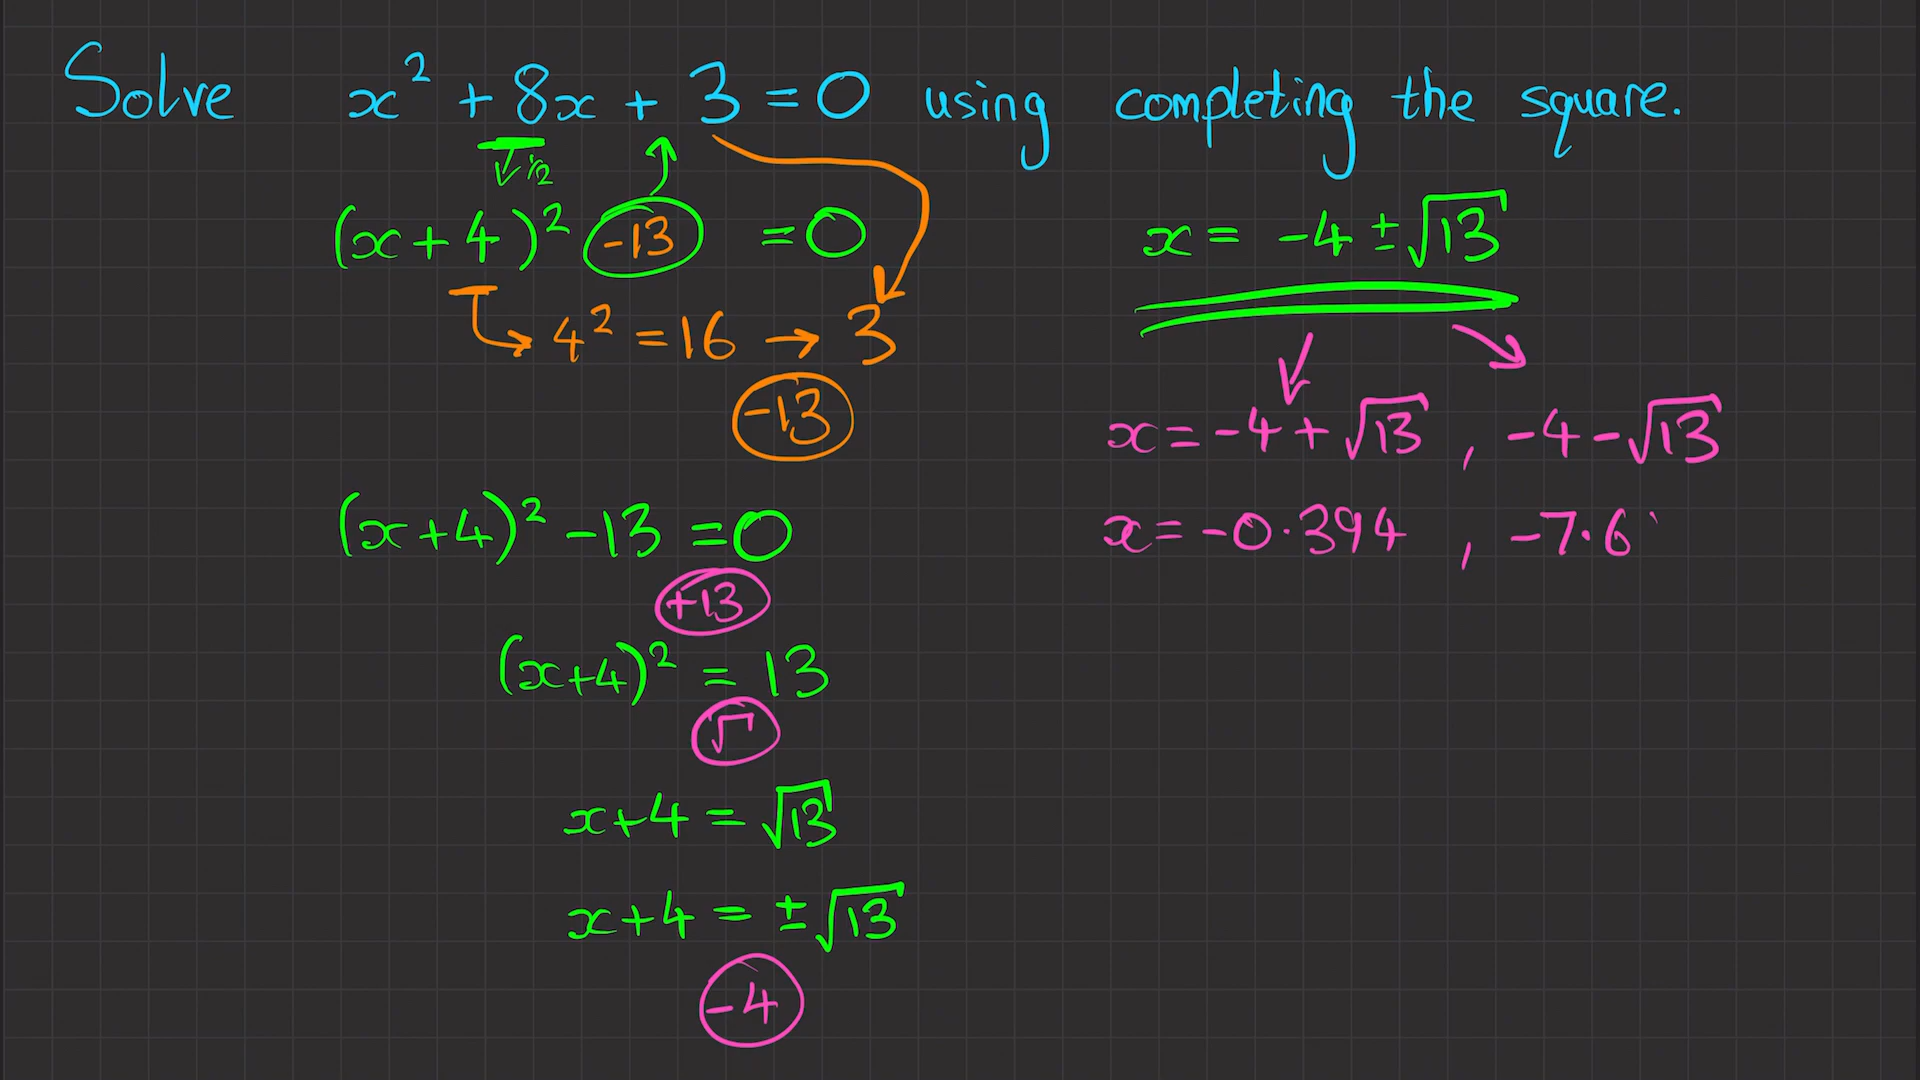 Solve x² + 8x + 3 = 0 using completing the square.
½
(x+4)² -13 = 0
4² = 16 → 3
-13
(x+4)² -13 = 0
+13
(x+4)² = 13
√
x+4 = √13
x+4 = ±√13
-4
x = -4 ± √13
x = -4 + √13 , -4 - √13
x = -0.394 , -7.6